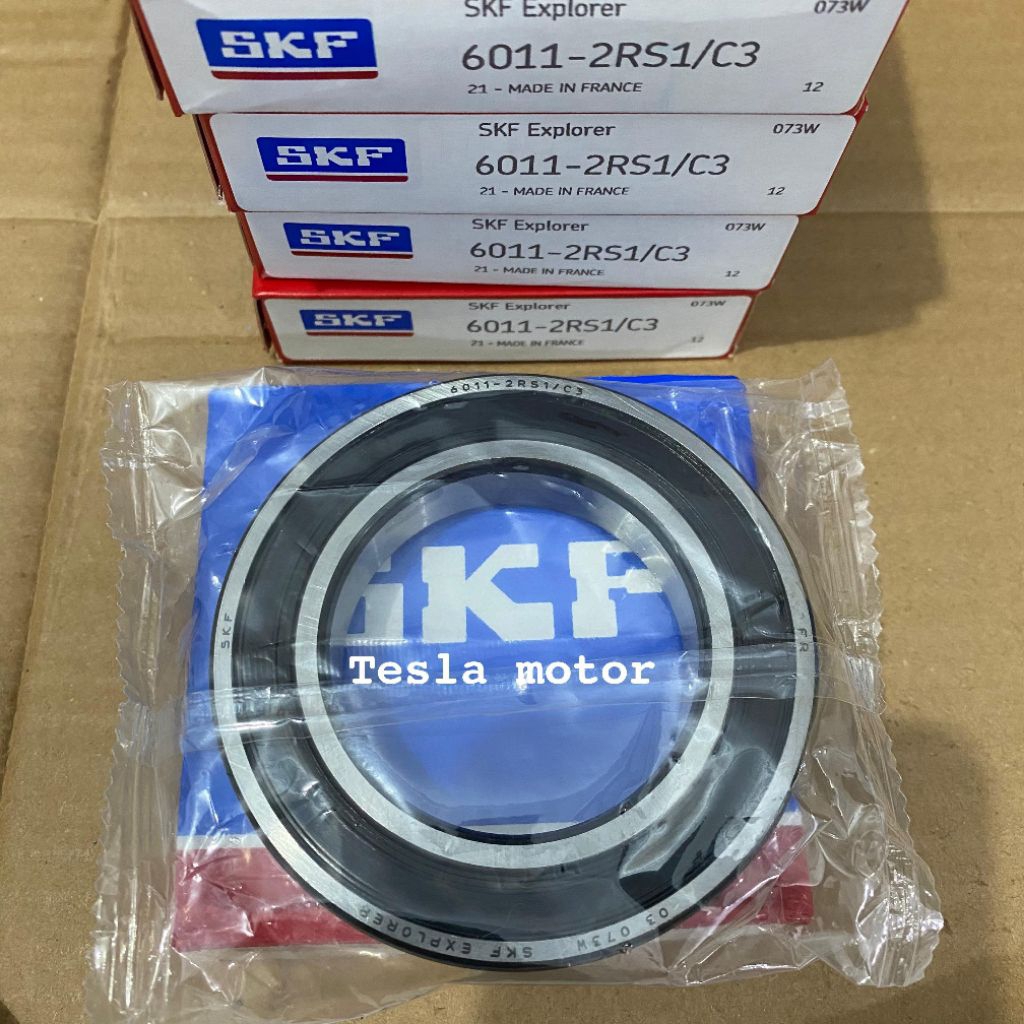 SKF
SKF Explorer
073W
6011-2RS1/C3
21 - MADE IN FRANCE
12
SKF
SKF Explorer
073W
6011-2RS1/C3
21 - MADE IN FRANCE
12
SKF
SKF Explorer
073W
6011-2RS1/C3
21 - MADE IN FRANCE
12
SKF
SKF Explorer
073W
6011-2RS1/C3
21 - MADE IN FRANCE
12
6011-2RS1/C3
SKF
FR
SKF
Tesla motor
SKF EXPLORER
03 073W